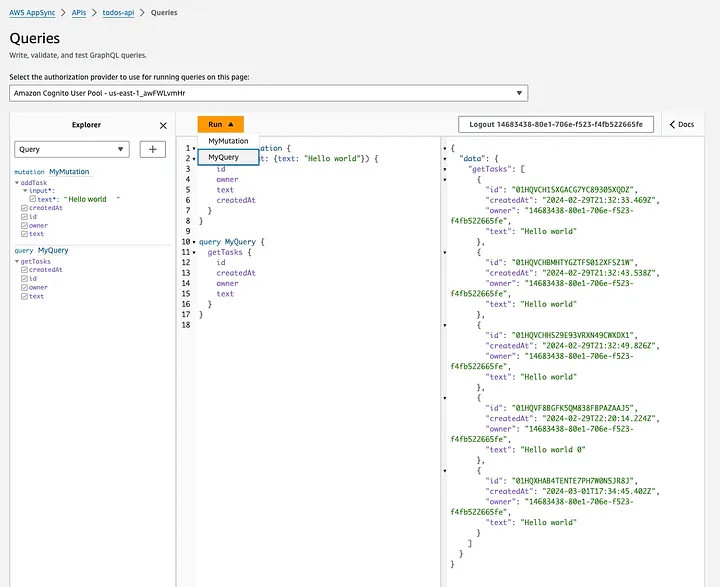 AWS AppSync > APIs > todos-api > Queries
Queries
Write, validate, and test GraphQL queries.
Select the authorization provider to use for running queries on this page:
Amazon Cognito User Pool - us-east-1_awFWLvmHr
Explorer
Query
mutation MyMutation
addTask
input*:
text*: "Hello world"
createdAt
id
owner
text
query MyQuery
getTasks
createdAt
id
owner
text
Run
Logout 14683438-80e1-706e-f523-f4fb522665fe
Docs
MyMutation
MyQuery
1 ation {
2 t: {text: "Hello world"}) {
3 id
4 owner
5 text
6 createdAt
7 }
8 }
9
10 query MyQuery {
11 getTasks {
12 id
13 createdAt
14 owner
15 text
16 }
17 }
18
{
"data": {
"getTasks": [
{
"id": "01HQVCH1SXGACG7YC89305XQDZ",
"createdAt": "2024-02-29T21:32:33.469Z",
"owner": "14683438-80e1-706e-f523-
f4fb522665fe",
"text": "Hello world"
},
{
"id": "01HQVCHBMHTYGZTFS012XFSZ1W",
"createdAt": "2024-02-29T21:32:43.538Z",
"owner": "14683438-80e1-706e-f523-
f4fb522665fe",
"text": "Hello world"
},
{
"id": "01HQVCHHS29E93VRXN49CWXDX1",
"createdAt": "2024-02-29T21:32:49.826Z",
"owner": "14683438-80e1-706e-f523-
f4fb522665fe",
"text": "Hello world"
},
{
"id": "01HQVF8BGFK5QM838FBPAZAAJ5",
"createdAt": "2024-02-29T22:20:14.224Z",
"owner": "14683438-80e1-706e-f523-
f4fb522665fe",
"text": "Hello world 0"
},
{
"id": "01HQXHAB4TENTE7PH7W0N5JR8J",
"createdAt": "2024-03-01T17:34:45.402Z",
"owner": "14683438-80e1-706e-f523-
f4fb522665fe",
"text": "Hello world"
}
]
}
}